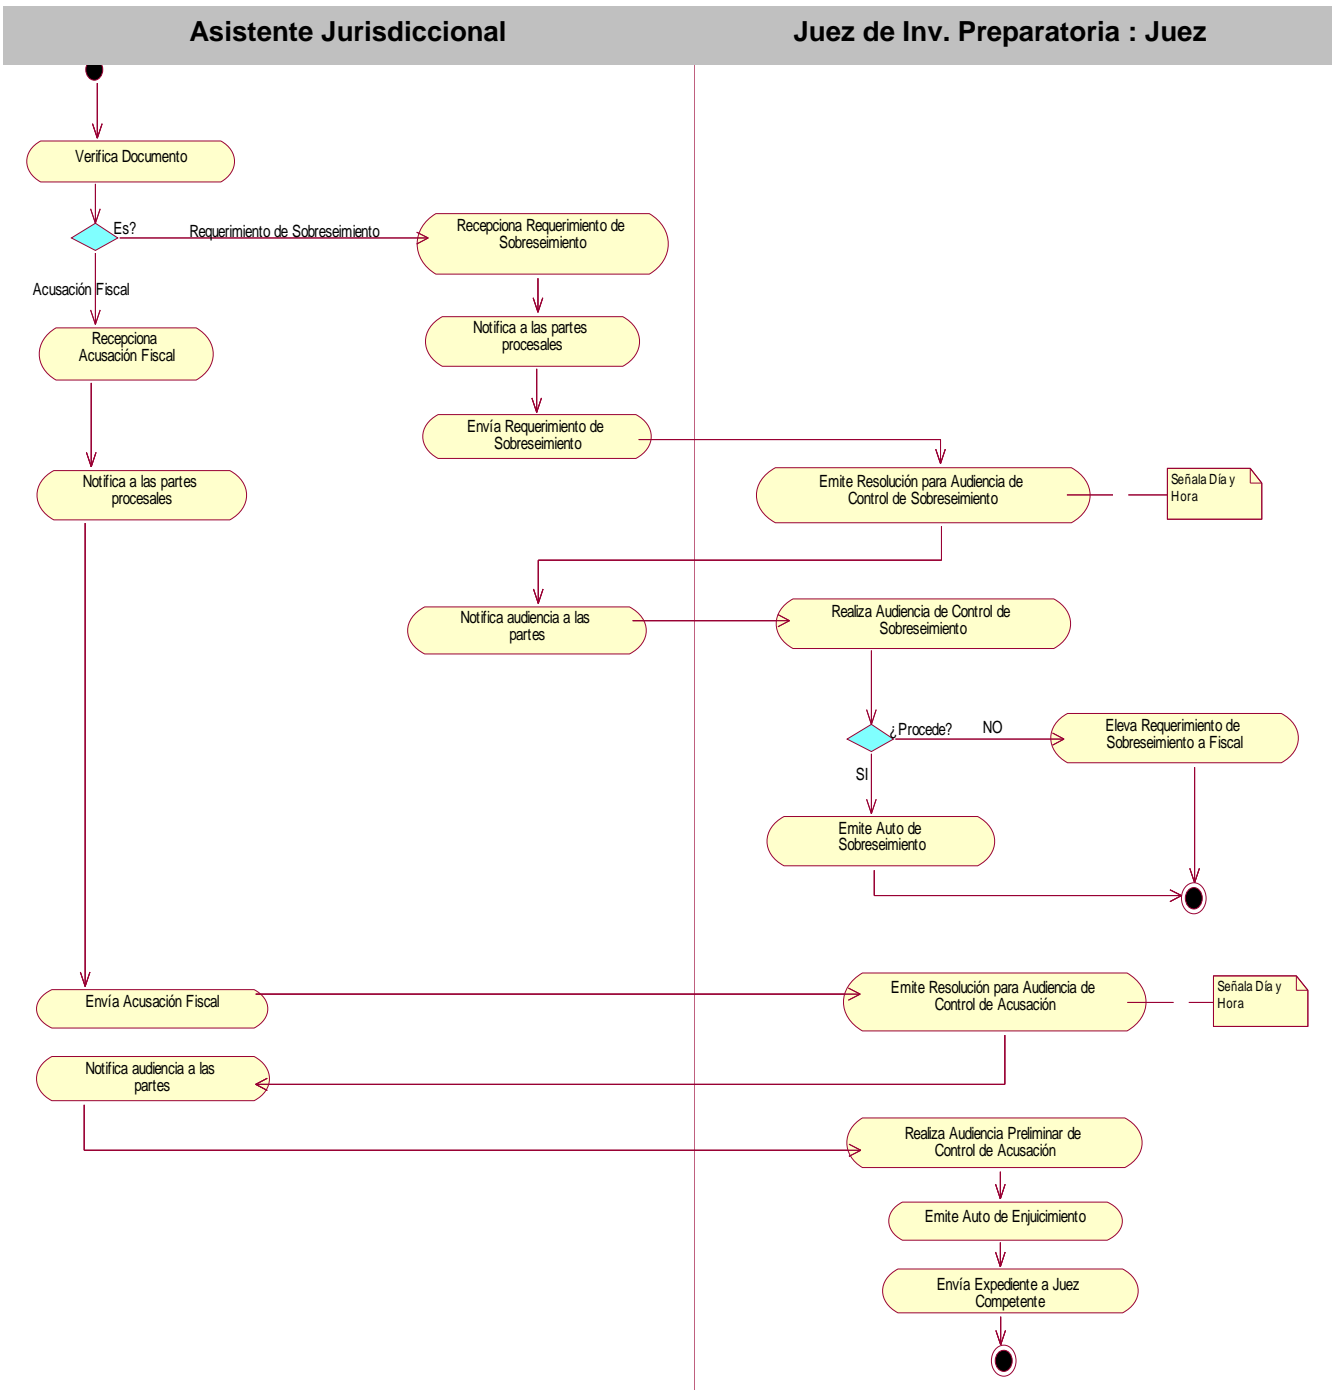 Asistente Jurisdiccional
Juez de Inv. Preparatoria : Juez
Verifica Documento
Es?
Requerimiento de Sobreseimiento
Recepciona Requerimiento de
Sobreseimiento
Acusación Fiscal
Recepciona
Acusación Fiscal
Notifica a las partes
procesales
Envía Requerimiento de
Sobreseimiento
Notifica a las partes
procesales
Emite Resolución para Audiencia de
Control de Sobreseimiento
Señala Día y
Hora
Notifica audiencia a las
partes
Realiza Audiencia de Control de
Sobreseimiento
¿Procede?
NO
Eleva Requerimiento de
Sobreseimiento a Fiscal
SI
Emite Auto de
Sobreseimiento
Envía Acusación Fiscal
Emite Resolución para Audiencia de
Control de Acusación
Señala Día y
Hora
Notifica audiencia a las
partes
Realiza Audiencia Preliminar de
Control de Acusación
Emite Auto de Enjuicimiento
Envía Expediente a Juez
Competente